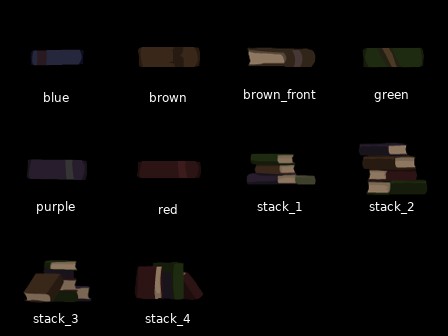 blue
brown
brown_front
green
purple
red
stack_1
stack_2
stack_3
stack_4